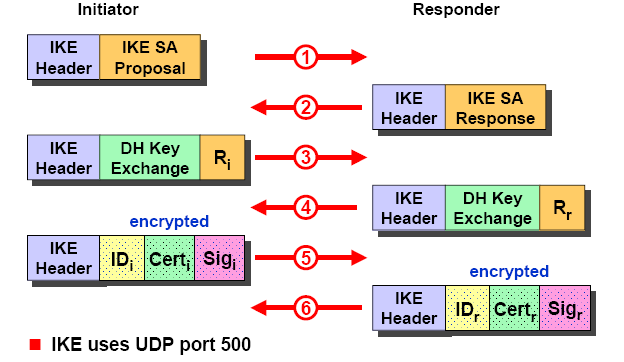 Initiator
Responder
IKE
Header
IKE SA
Proposal
1
2
IKE
Header
IKE SA
Response
IKE
Header
DH Key
Exchange
Ri
3
4
IKE
Header
DH Key
Exchange
Rr
encrypted
IKE
Header
IDi
Certi
Sigi
5
encrypted
6
IKE
Header
IDr
Certr
Sigr
IKE uses UDP port 500